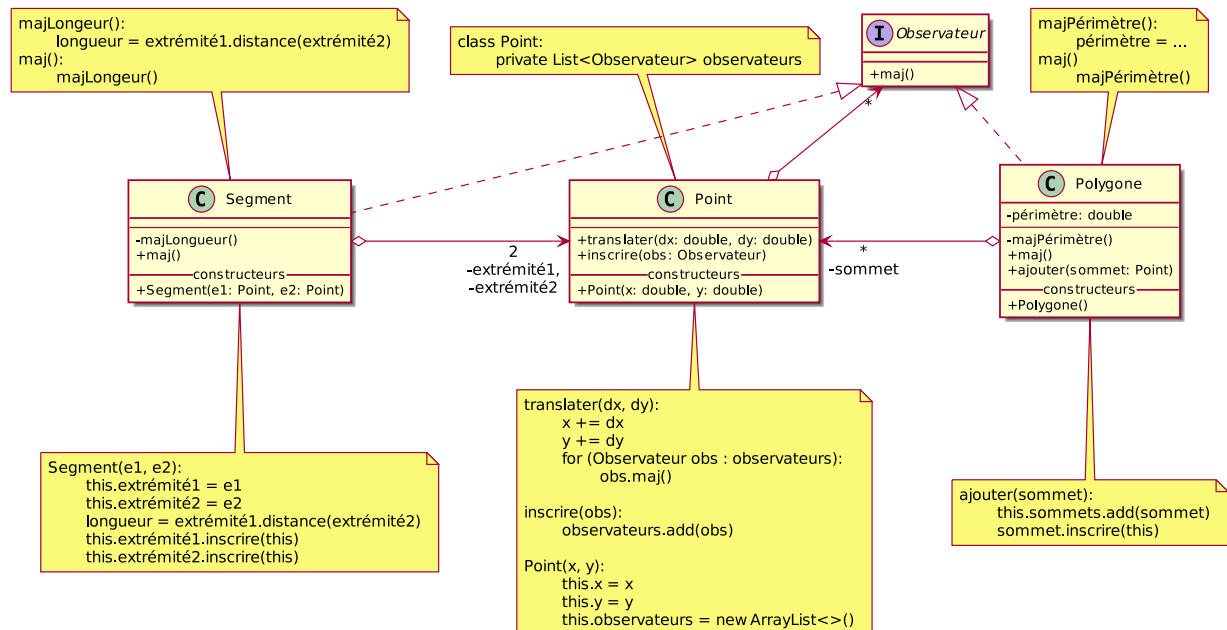 majLongeur():
longueur = extrémité1.distance(extrémité2)
maj():
majLongeur()
class Point:
private List<Observateur> observateurs
I Observateur
+maj()
majPérimètre():
périmètre = ...
maj()
majPérimètre()
*
C Segment
-majLongueur()
+maj()
constructeurs
+Segment(e1: Point, e2: Point)
2
-extrémité1,
-extrémité2
C Point
+translater(dx: double, dy: double)
+inscrire(obs: Observateur)
constructeurs
+Point(x: double, y: double)
*
-sommet
C Polygone
-périmètre: double
-majPérimètre()
+maj()
+ajouter(sommet: Point)
constructeurs
+Polygone()
Segment(e1, e2):
this.extrémité1 = e1
this.extrémité2 = e2
longueur = extrémité1.distance(extrémité2)
this.extrémité1.inscrire(this)
this.extrémité2.inscrire(this)
translater(dx, dy):
x += dx
y += dy
for (Observateur obs : observateurs):
obs.maj()
inscrire(obs):
observateurs.add(obs)
Point(x, y):
this.x = x
this.y = y
this.observateurs = new ArrayList<>()
ajouter(sommet):
this.sommets.add(sommet)
sommet.inscrire(this)